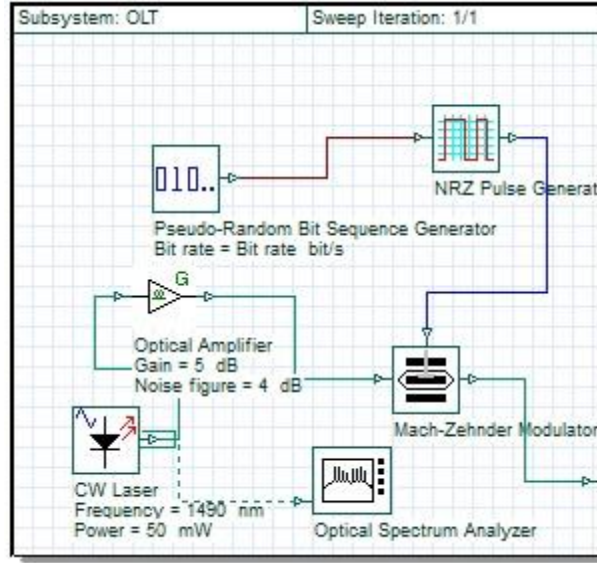 Subsystem: OLT
Sweep Iteration: 1/1
NRZ Pulse Generat
010..
Pseudo-Random Bit Sequence Generator
Bit rate = Bit rate bit/s
G
Optical Amplifier
Gain = 5 dB
Noise figure = 4 dB
Mach-Zehnder Modulator
CW Laser
Frequency = 1490 nm
Power = 50 mW
Optical Spectrum Analyzer